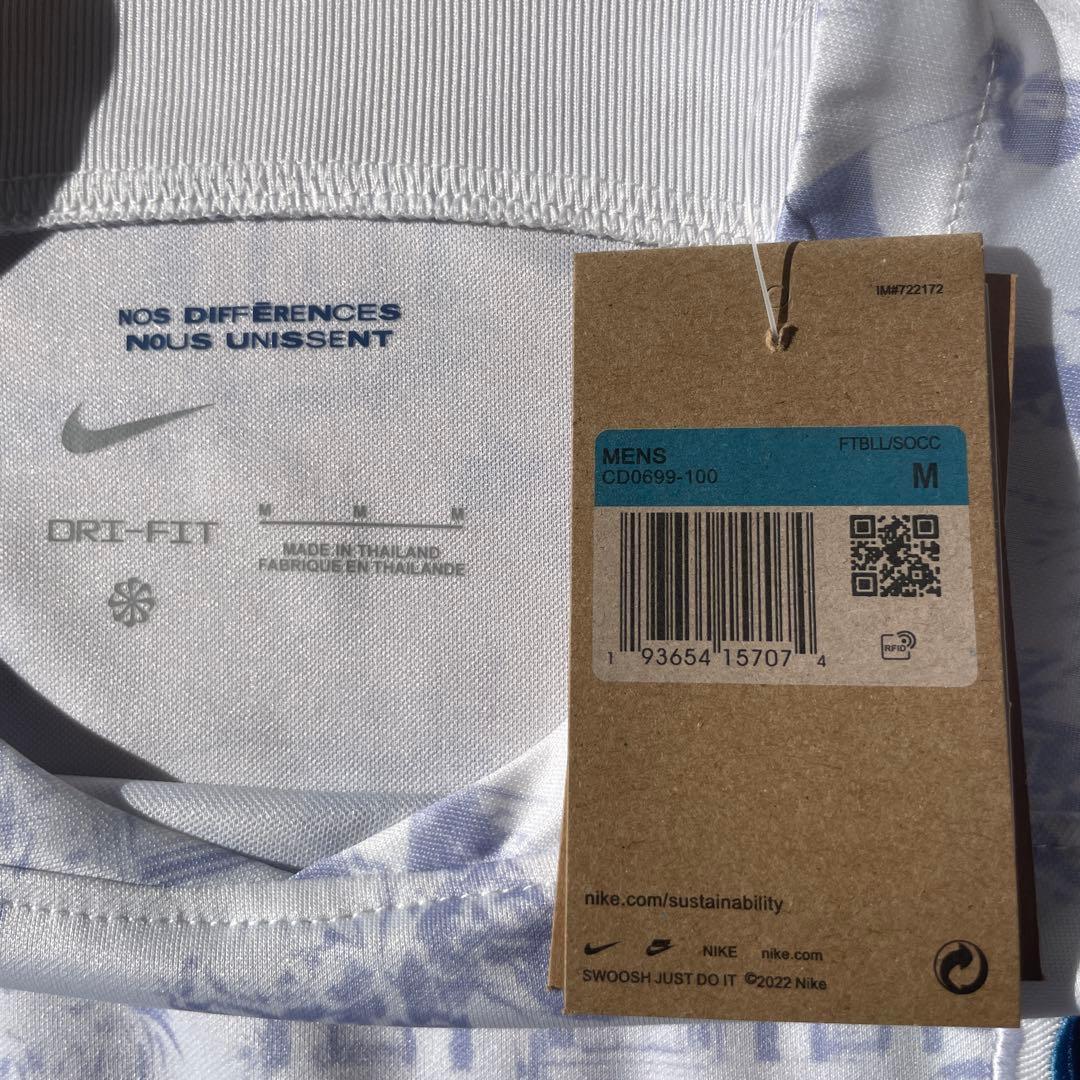 NOS DIFFĒRENCES
NOUS UNISSENT
DRI-FIT
M M M
MADE IN THAILAND
FABRIQUE EN THAILANDE
IM#722172
MENS
FTBLL/SOCC
CD0699-100
M
1 93654 15707 4
RFID
nike.com/sustainability
NIKE nike.com
SWOOSH JUST DO IT ©2022 Nike